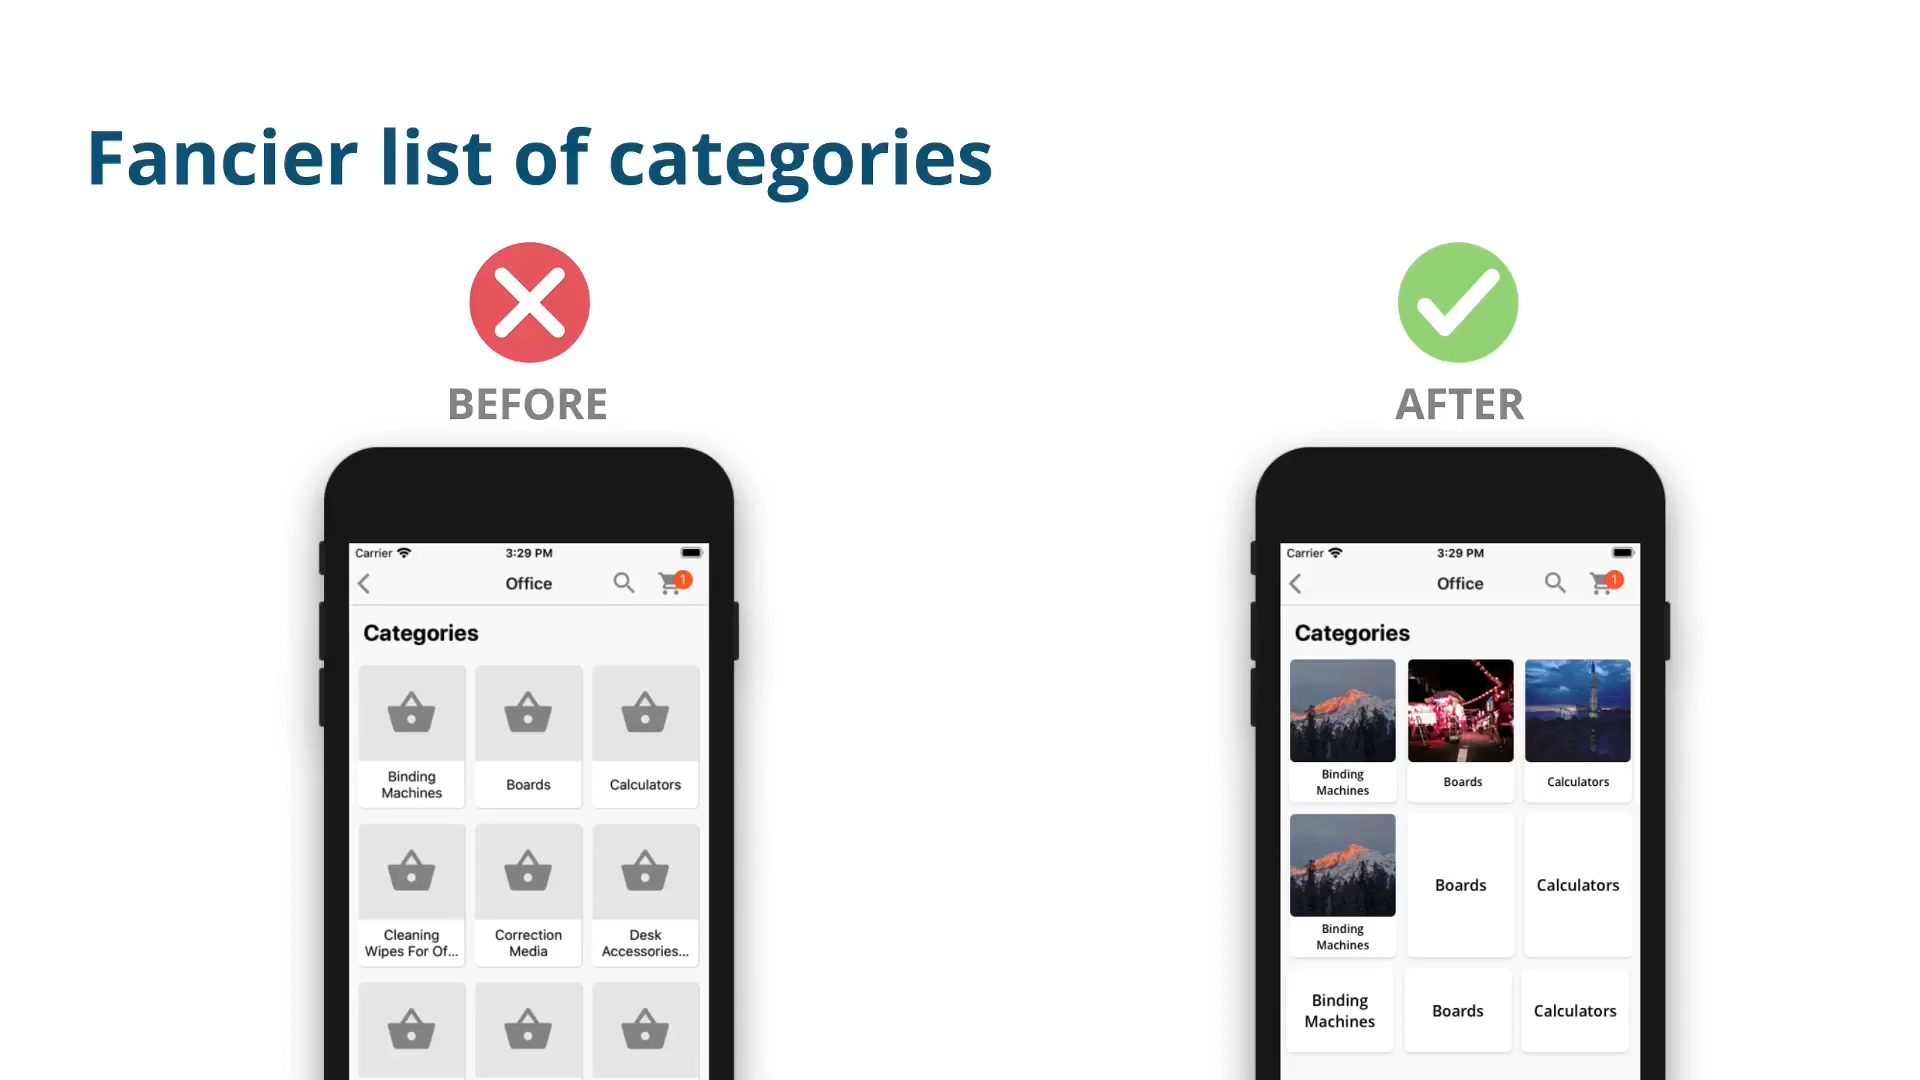 Fancier list of categories
BEFORE
Carrier
3:29 PM
Office
1
Categories
Binding
Machines
Boards
Calculators
Cleaning
Wipes For Of...
Correction
Media
Desk
Accessories...
AFTER
Carrier
3:29 PM
Office
1
Categories
Binding
Machines
Boards
Calculators
Binding
Machines
Boards
Calculators
Binding
Machines
Boards
Calculators